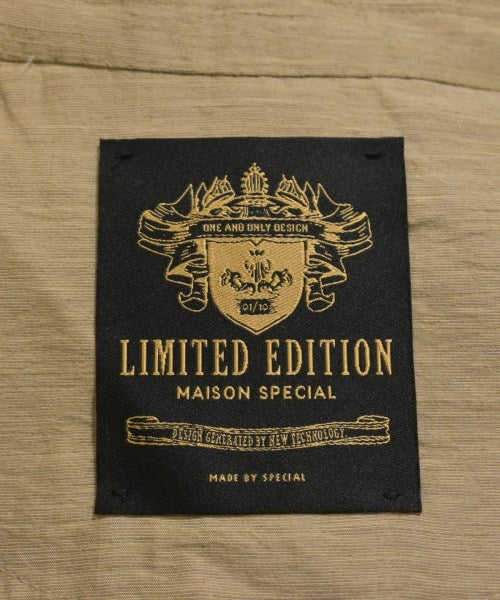 ONE AND ONLY DESIGN
01/10
LIMITED EDITION
MAISON SPECIAL
DESIGN GENERATED BY NEW TECHNOLOGY
MADE BY SPECIAL